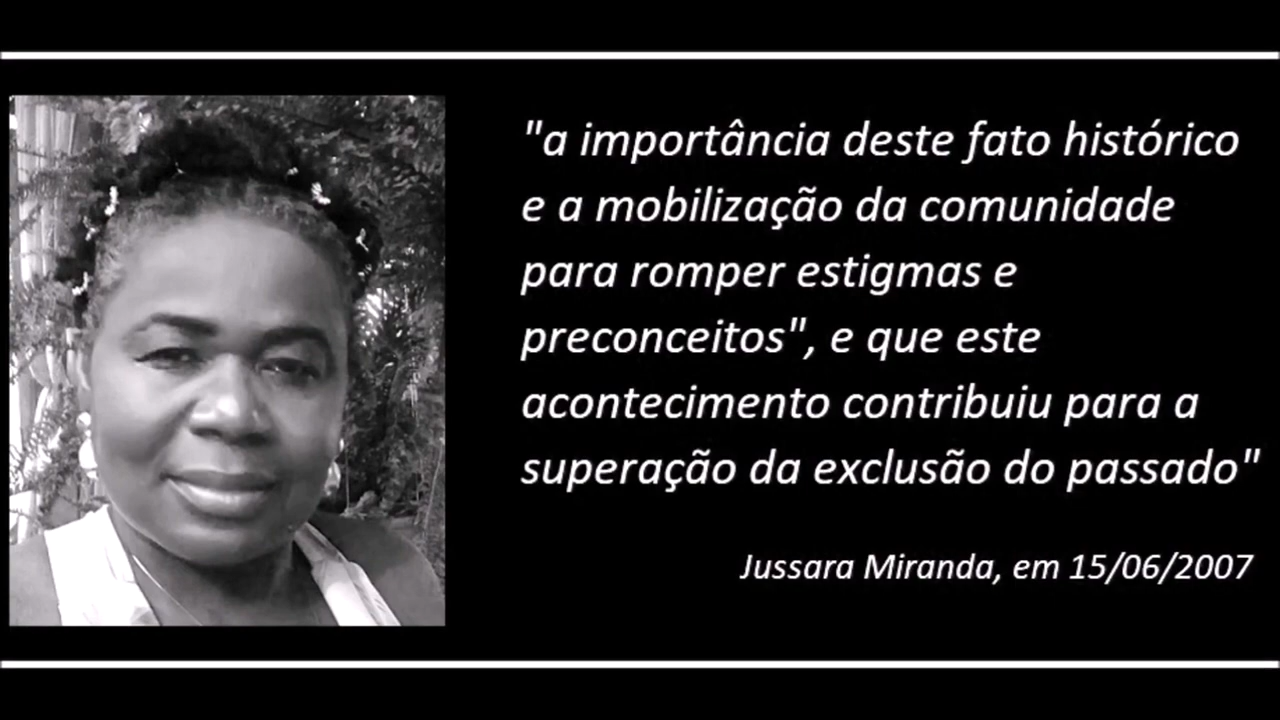 "a importância deste fato histórico
e a mobilização da comunidade
para romper estigmas e
preconceitos", e que este
acontecimento contribuiu para a
superação da exclusão do passado"
Jussara Miranda, em 15/06/2007